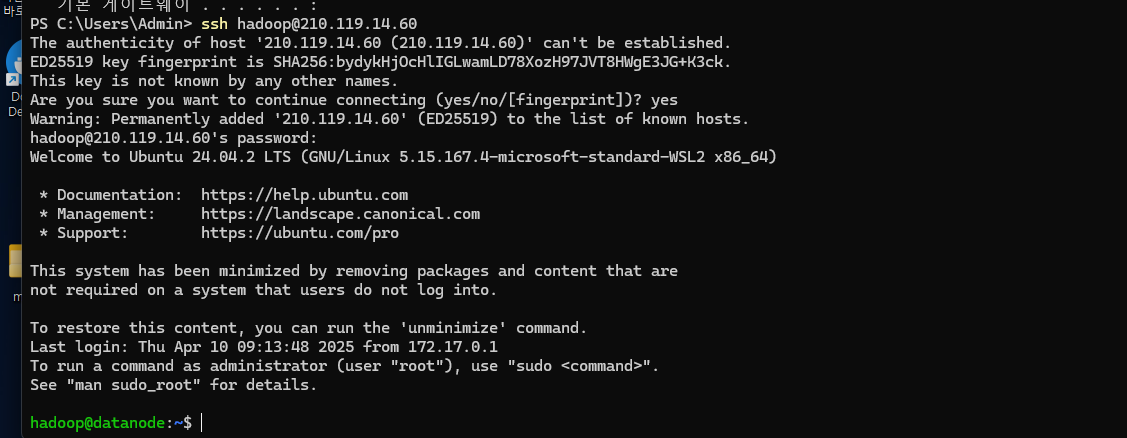 기본 게이트웨이 . . . . . . :
바로
PS C:\Users\Admin> ssh hadoop@210.119.14.60
The authenticity of host '210.119.14.60 (210.119.14.60)' can't be established.
ED25519 key fingerprint is SHA256:bydykHjOcHlIGLwamLD78XozH97JVT8HWgE3JG+K3ck.
This key is not known by any other names.
Are you sure you want to continue connecting (yes/no/[fingerprint])? yes
Warning: Permanently added '210.119.14.60' (ED25519) to the list of known hosts.
hadoop@210.119.14.60's password:
Welcome to Ubuntu 24.04.2 LTS (GNU/Linux 5.15.167.4-microsoft-standard-WSL2 x86_64)
* Documentation:  https://help.ubuntu.com
* Management:     https://landscape.canonical.com
* Support:        https://ubuntu.com/pro
This system has been minimized by removing packages and content that are
not required on a system that users do not log into.
To restore this content, you can run the 'unminimize' command.
Last login: Thu Apr 10 09:13:48 2025 from 172.17.0.1
To run a command as administrator (user "root"), use "sudo <command>".
See "man sudo_root" for details.
hadoop@datanode:~$